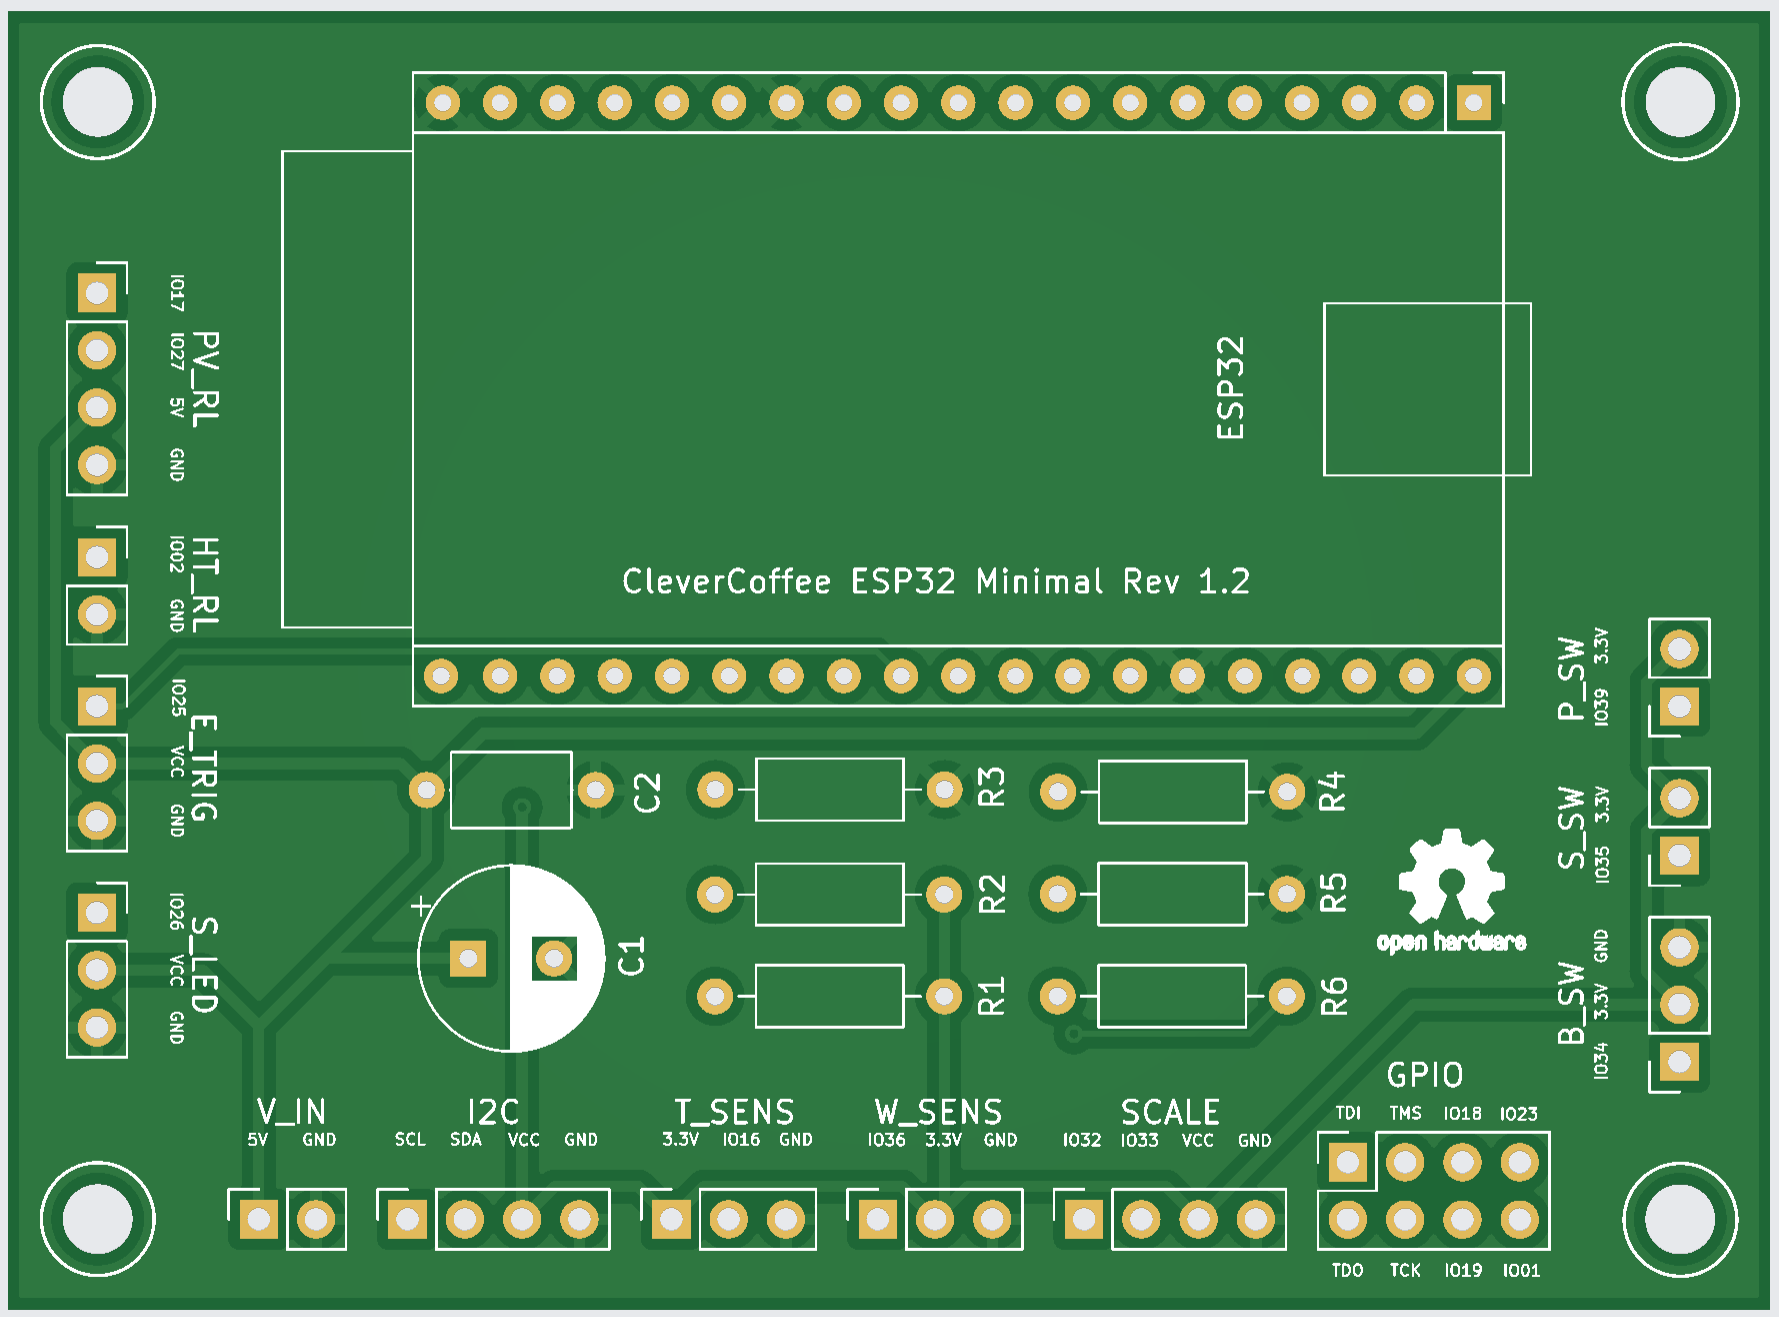 ESP32
CleverCoffee ESP32 Minimal Rev 1.2
IO17
IO27
5V
GND
PV_RL
IO02
GND
HT_RL
IO25
VCC
GND
E_TRIG
IO26
VCC
GND
S_LED
C2
+
C1
R3
R2
R1
R4
R5
R6
open hardware
P_SW
3.3V
IO39
S_SW
3.3V
IO35
B_SW
GND
3.3V
IO34
V_IN
5V GND
I2C
SCL SDA VCC GND
T_SENS
3.3V IO16 GND
W_SENS
IO36 3.3V GND
SCALE
IO32 IO33 VCC GND
GPIO
TDI TMS IO18 IO23
TDO TCK IO19 IO01